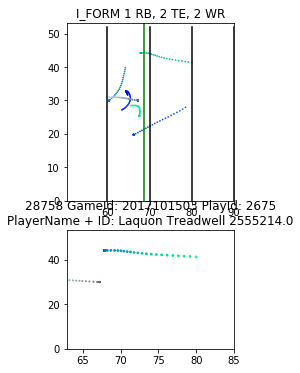 I_FORM 1 RB, 2 TE, 2 WR
50
40
30
20
10
0
60 70 80 90
28758 GameId: 2017101503 PlayId: 2675
PlayerName + ID: Laquon Treadwell 2555214.0
40
20
0
65 70 75 80 85